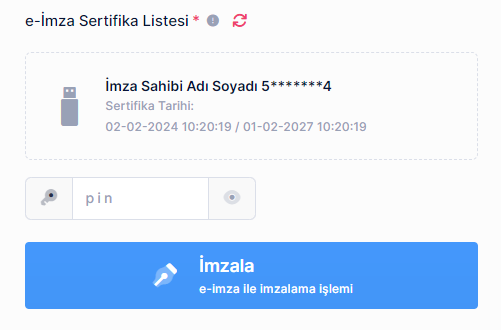 e-İmza Sertifika Listesi *
İmza Sahibi Adı Soyadı 5*******4
Sertifika Tarihi:
02-02-2024 10:20:19 / 01-02-2027 10:20:19
pin
İmzala
e-imza ile imzalama işlemi